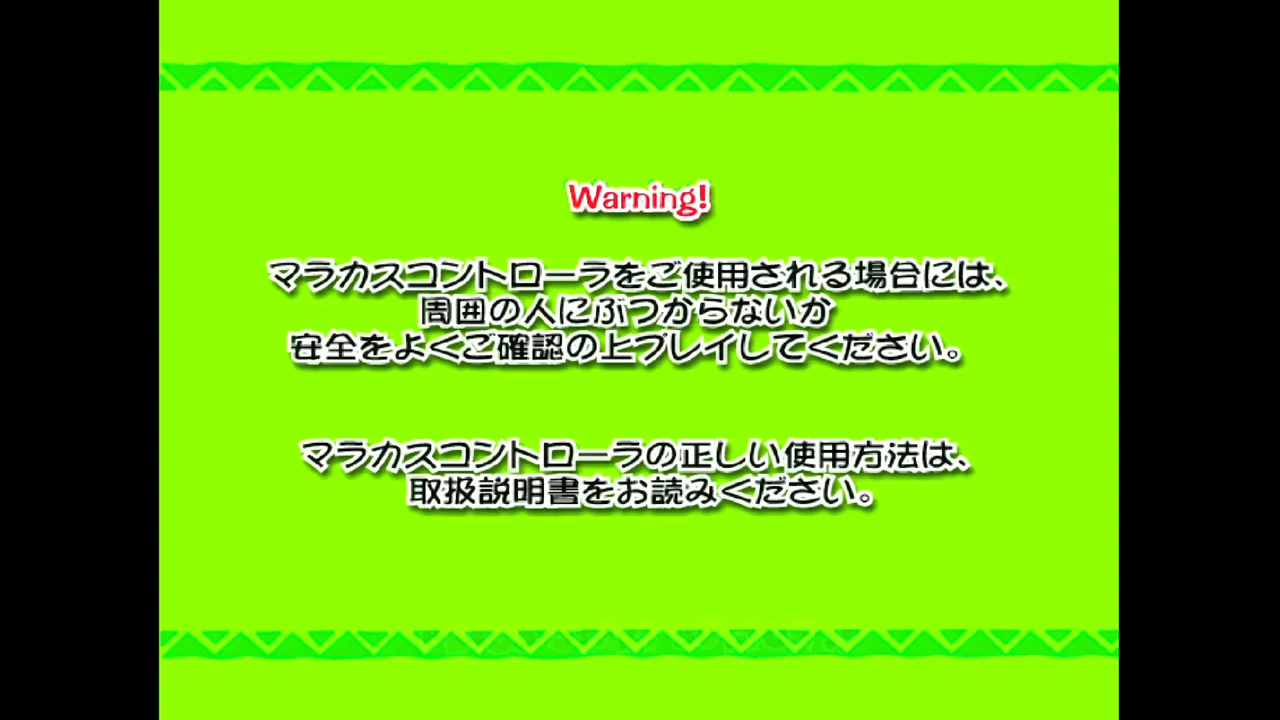 Warning!
マラカスコントローラをご使用される場合には、
周囲の人にぶつからないか
安全をよくご確認の上プレイしてください。
マラカスコントローラの正しい使用方法は、
取扱説明書をお読みください。